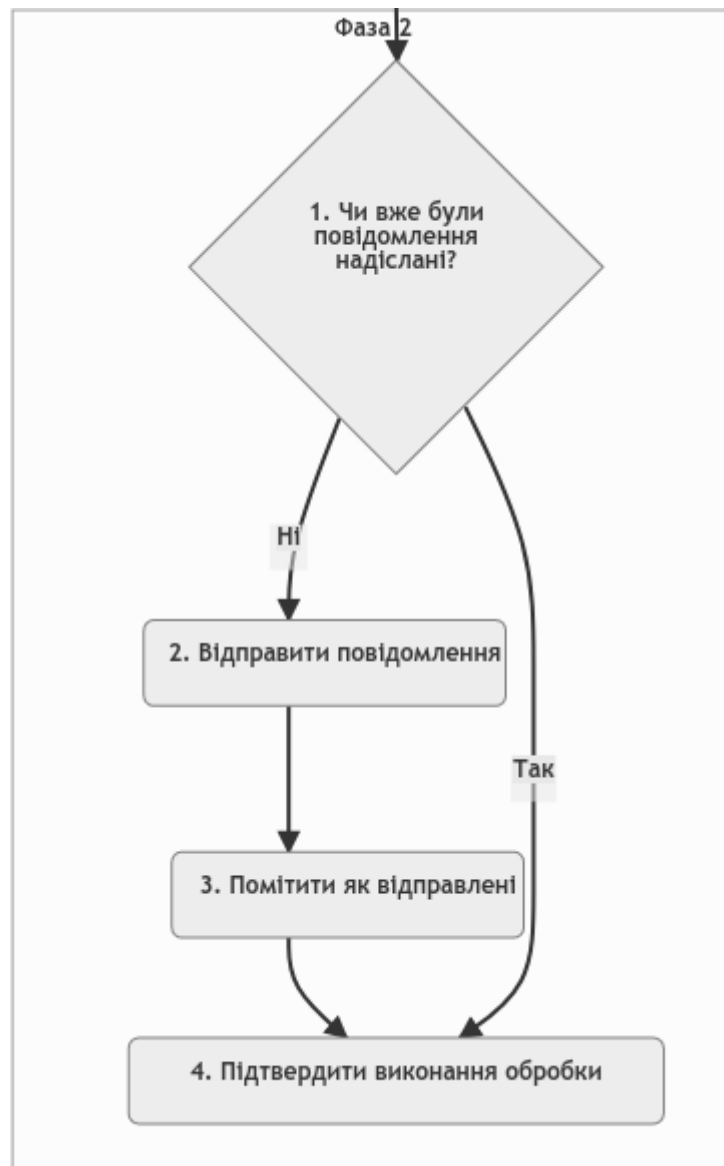 Фаза 2
1. Чи вже були
повідомлення
надіслані?
Ні
2. Відправити повідомлення
Так
3. Помітити як відправлені
4. Підтвердити виконання обробки